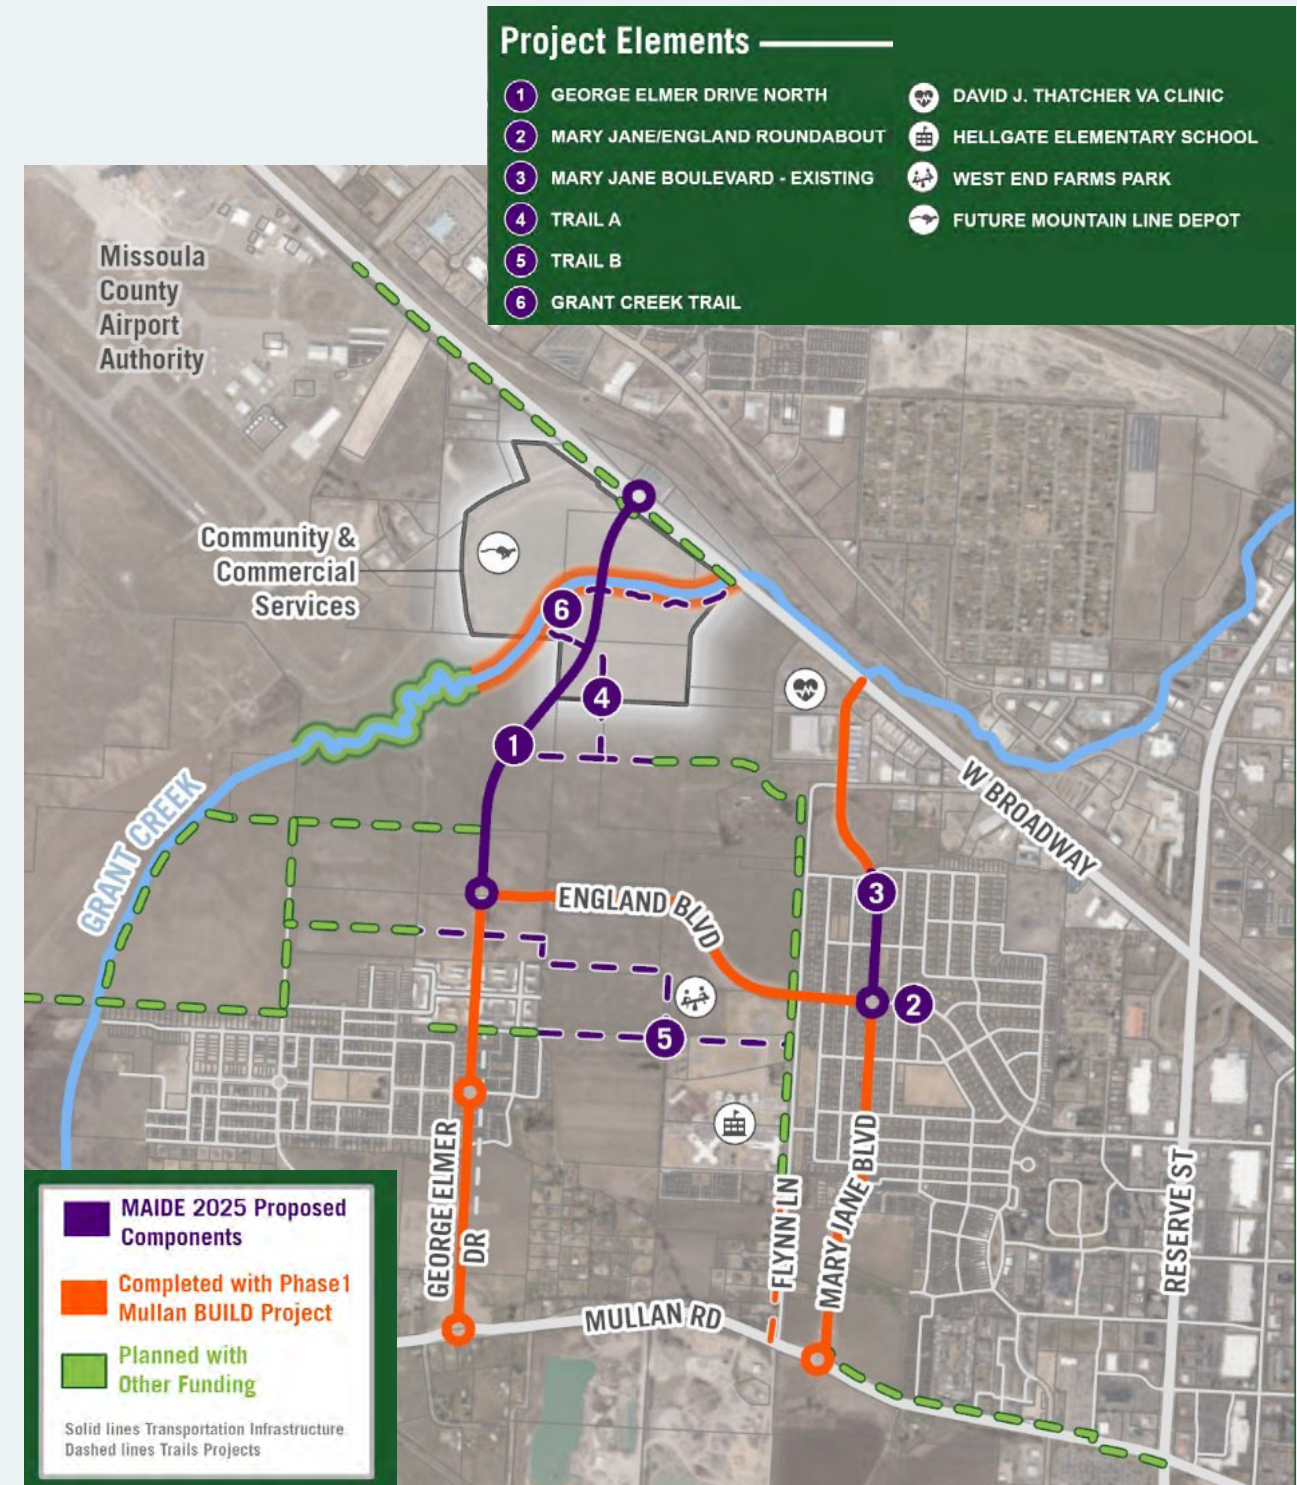 Project Elements
1 GEORGE ELMER DRIVE NORTH
2 MARY JANE/ENGLAND ROUNDABOUT
3 MARY JANE BOULEVARD - EXISTING
4 TRAIL A
5 TRAIL B
6 GRANT CREEK TRAIL
DAVID J. THATCHER VA CLINIC
HELLGATE ELEMENTARY SCHOOL
WEST END FARMS PARK
FUTURE MOUNTAIN LINE DEPOT
Missoula
County
Airport
Authority
Community &
Commercial
Services
6
4
1
GRANT CREEK
W BROADWAY
3
ENGLAND BLVD
2
5
GEORGE ELMER
DR
FLYNN LN
MARY JANE BLVD
RESERVE ST
MULLAN RD
MAIDE 2025 Proposed
Components
Completed with Phase1
Mullan BUILD Project
Planned with
Other Funding
Solid lines Transportation Infrastructure
Dashed lines Trails Projects